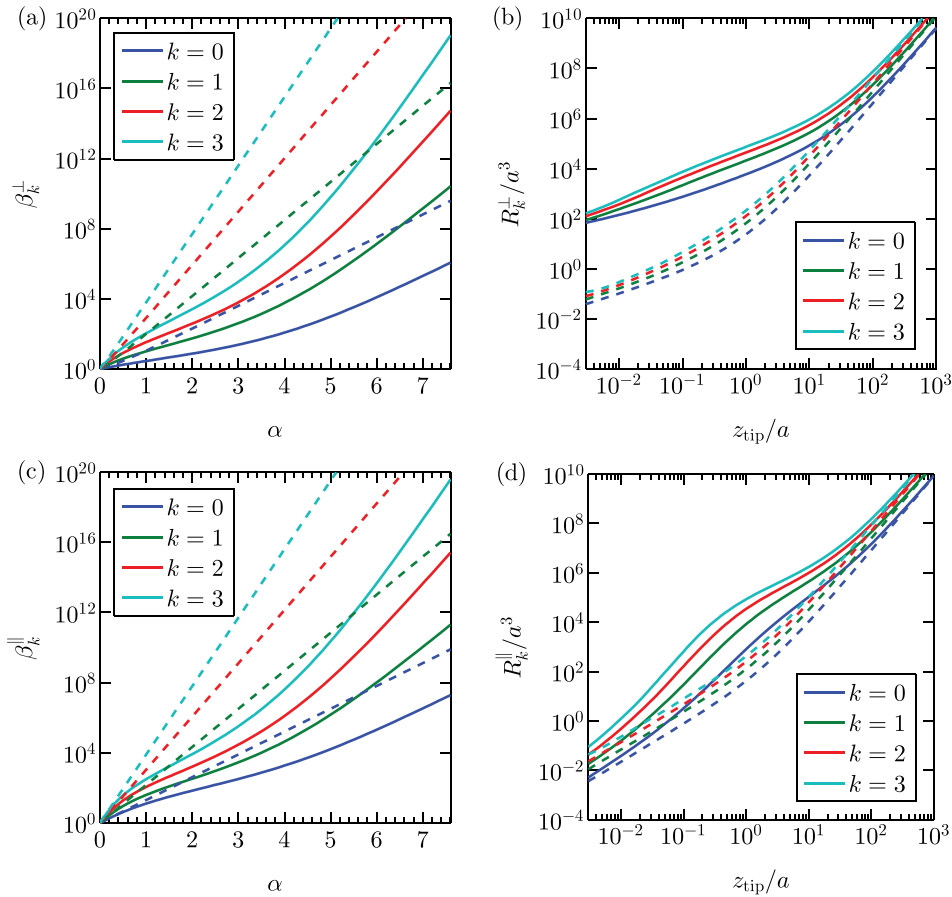 (a)
10^20
10^16
10^12
10^8
10^4
10^0
β_k^⊥
k = 0
k = 1
k = 2
k = 3
0 1 2 3 4 5 6 7
α
(b)
10^10
10^8
10^6
10^4
10^2
10^0
10^−2
10^−4
R_k^⊥/a^3
k = 0
k = 1
k = 2
k = 3
10^−2 10^−1 10^0 10^1 10^2 10^3
z_tip/a
(c)
10^20
10^16
10^12
10^8
10^4
10^0
β_k^∥
k = 0
k = 1
k = 2
k = 3
0 1 2 3 4 5 6 7
α
(d)
10^10
10^8
10^6
10^4
10^2
10^0
10^−2
10^−4
R_k^∥/a^3
k = 0
k = 1
k = 2
k = 3
10^−2 10^−1 10^0 10^1 10^2 10^3
z_tip/a